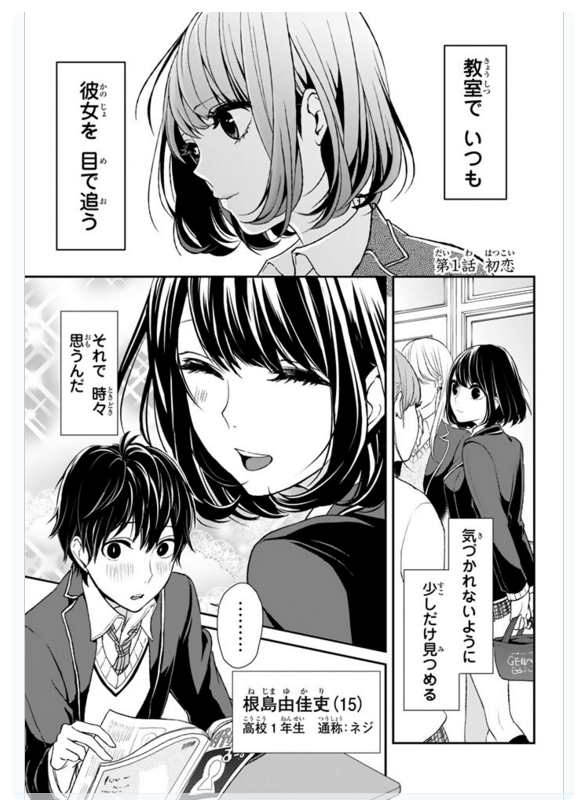 教室で いつも
彼女を 目で追う
第1話 初恋
気づかれないように
少しだけ見つめる
それで 時々
思うんだ
………
根島由佳吏(15)
高校1年生 通称:ネジ